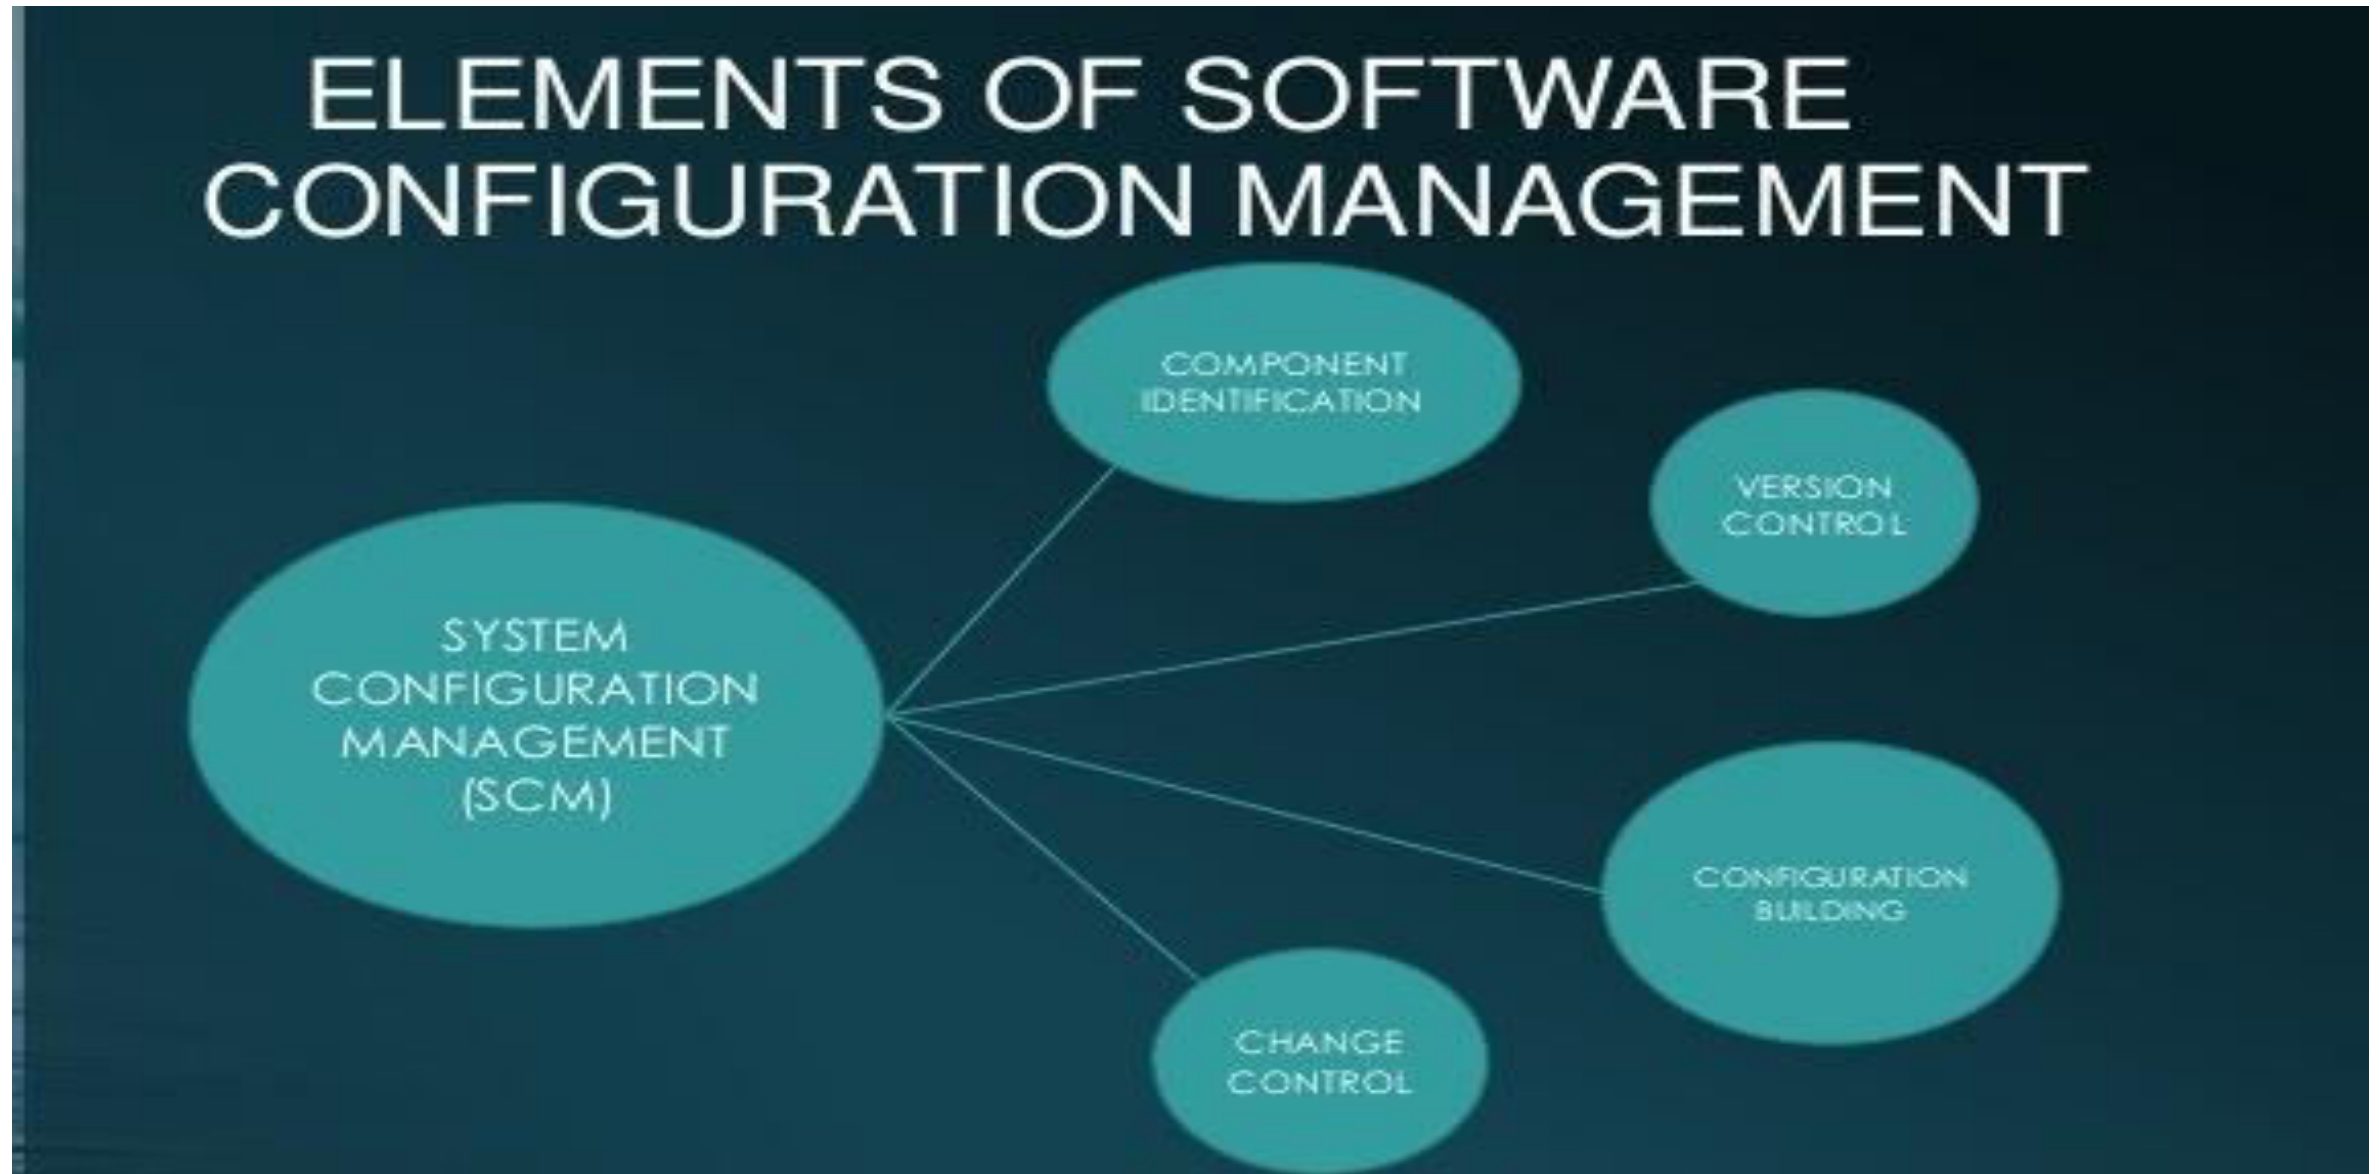 ELEMENTS OF SOFTWARE
CONFIGURATION MANAGEMENT
COMPONENT
IDENTIFICATION
VERSION
CONTROL
SYSTEM
CONFIGURATION
MANAGEMENT
(SCM)
CONFIGURATION
BUILDING
CHANGE
CONTROL